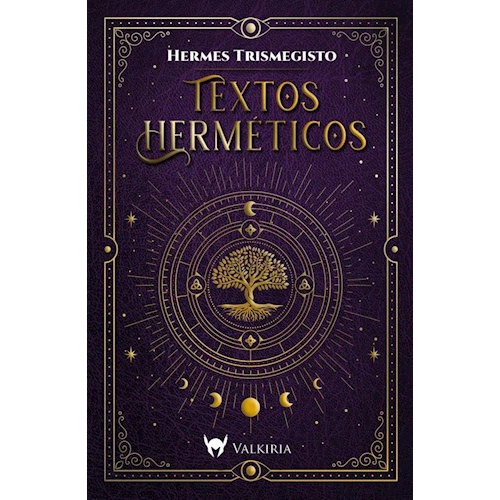 Hermes Trismegisto
Textos
Herméticos
Valkiria